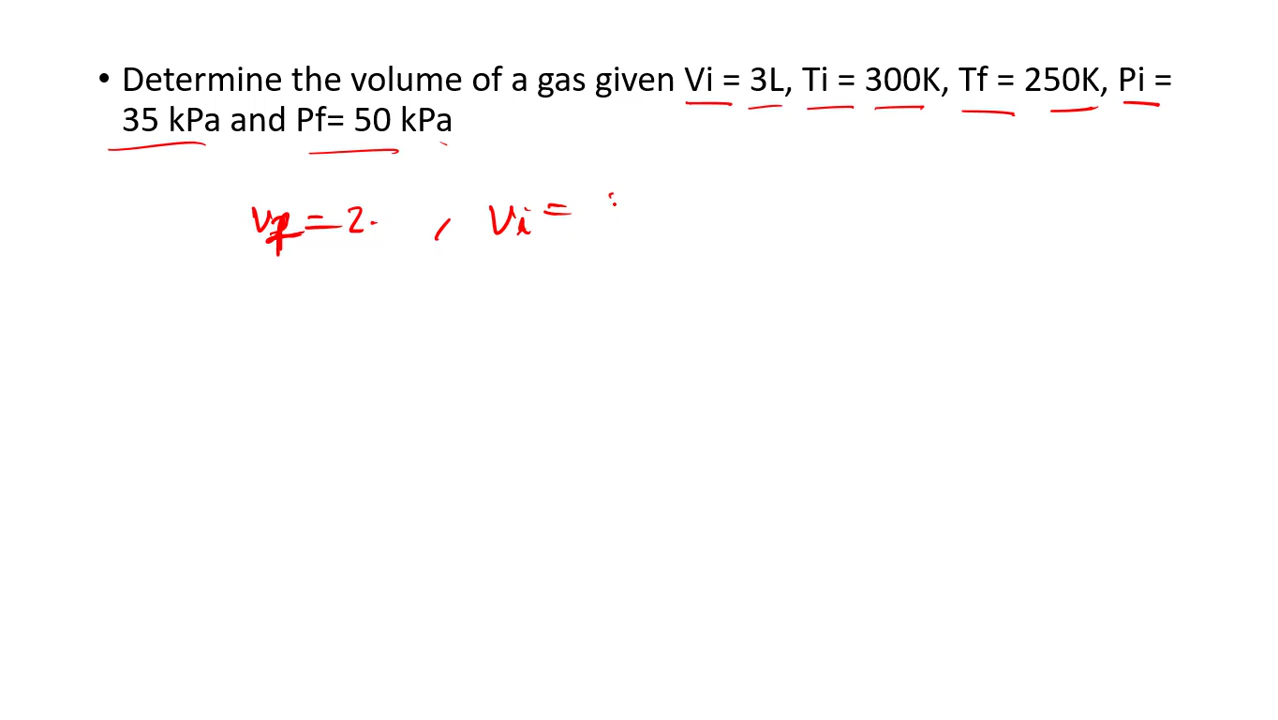 • Determine the volume of a gas given Vi = 3L, Ti = 300K, Tf = 250K, Pi =
35 kPa and Pf= 50 kPa
Vf = 2. , Vi =